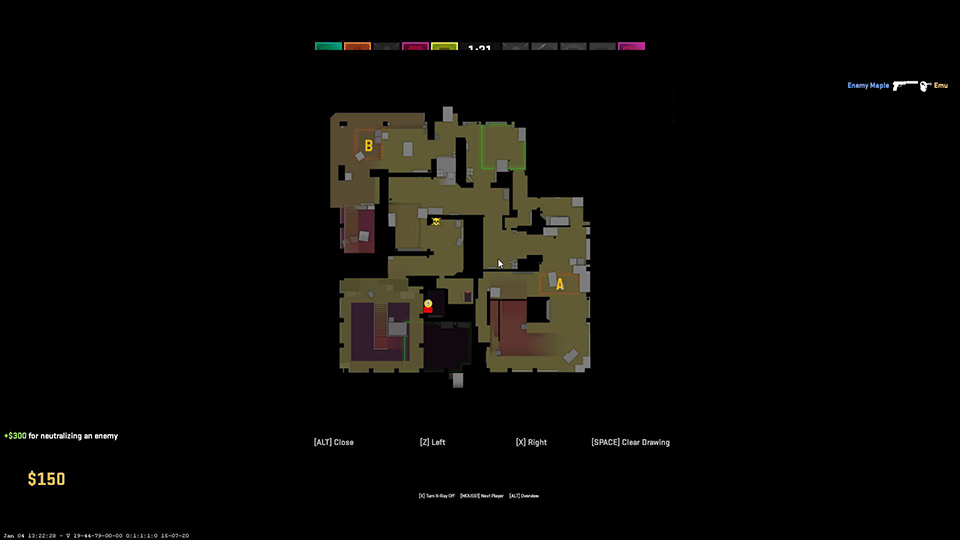 1:21
Enemy Maple Emu
B
A
+$300 for neutralizing an enemy
[ALT] Close [Z] Left [X] Right [SPACE] Clear Drawing
$150
[X] Turn X-Ray Off [MOUSE1] Next Player [ALT] Overview
Jan 04 13:22:28 - V 19-44-79-00-00 0:1:1:1:0 15-07-20